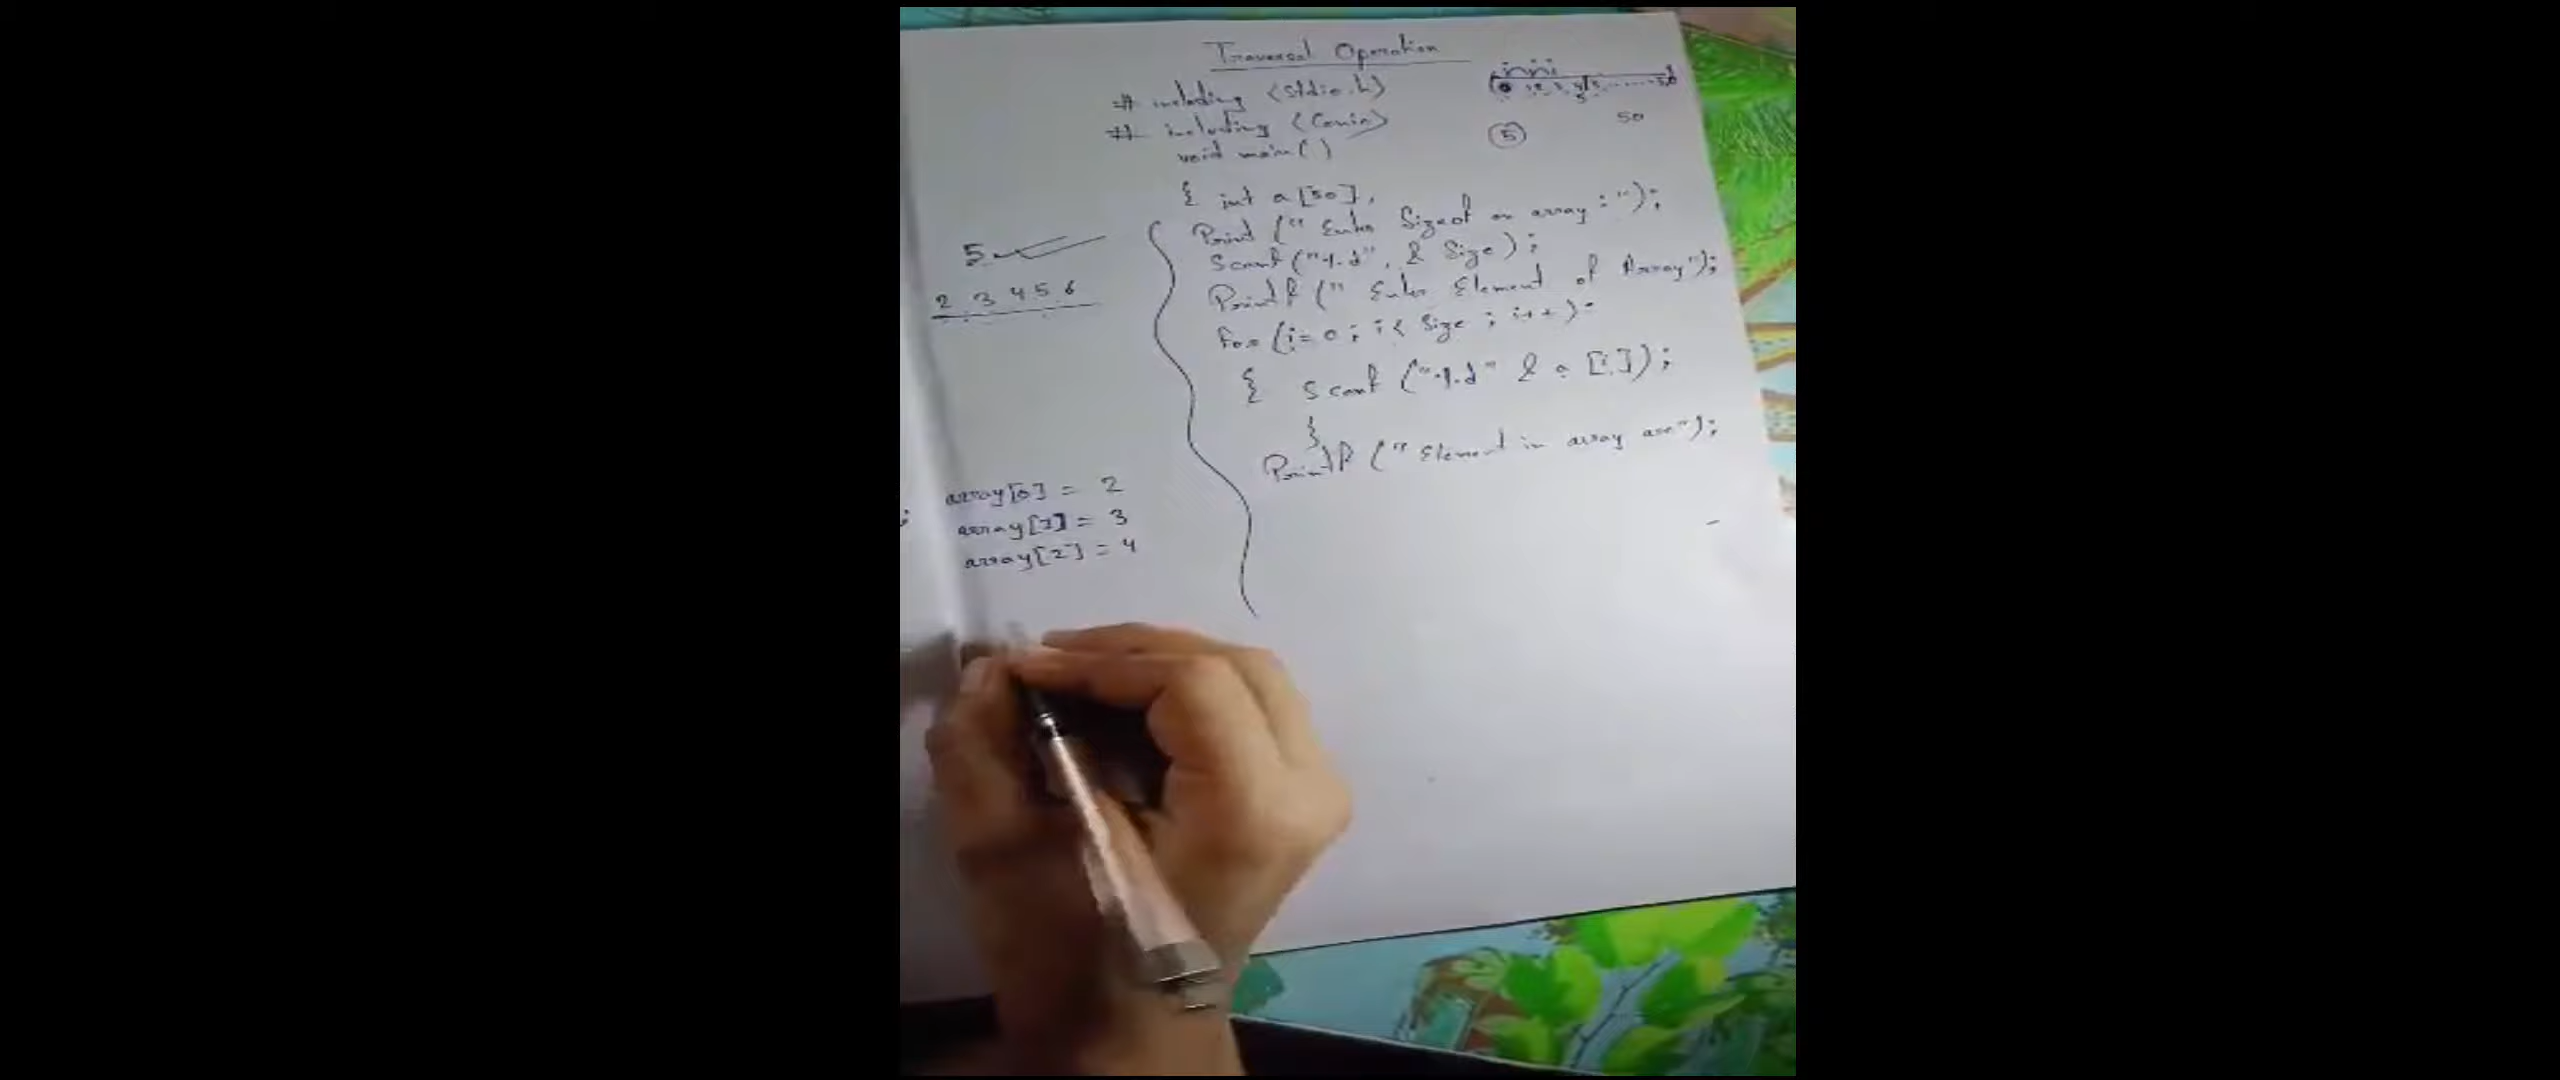 Traversal Operation
# including <stdio.h>
# including <Conio>
void main( )
5
50
{ int a [50],
Print (" Enter Sizeof an array : ");
Scanf ("%d", & Size) ;
Printf (" Enter Element of Array");
for (i = 0 ; i < Size ; i++) -
{ Scanf ("%d" & a [i]);
}
Printf (" Element in array are");
5
2 3 4 5 6
array[0] = 2
array[1] = 3
array[2] = 4